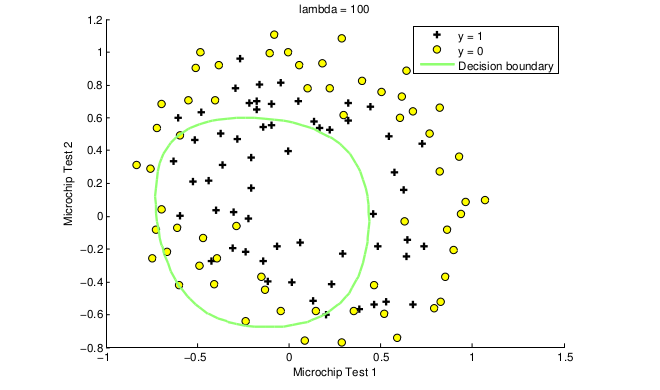 lambda = 100
y = 1
y = 0
Decision boundary
1.2
1
0.8
0.6
0.4
0.2
0
−0.2
−0.4
−0.6
−0.8
Microchip Test 2
−1
−0.5
0
0.5
1
1.5
Microchip Test 1